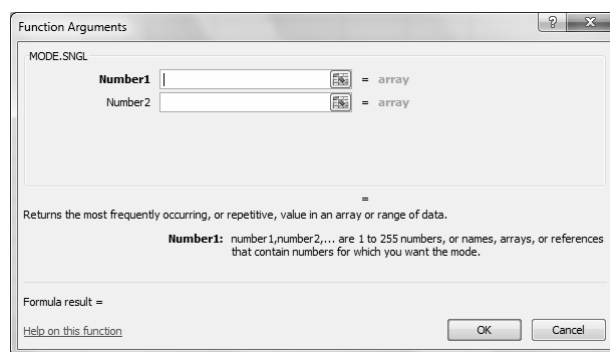 Function Arguments
MODE.SNGL
Number1 = array
Number2 = array
=
Returns the most frequently occurring, or repetitive, value in an array or range of data.
Number1: number1,number2,... are 1 to 255 numbers, or names, arrays, or references
that contain numbers for which you want the mode.
Formula result =
Help on this function OK Cancel